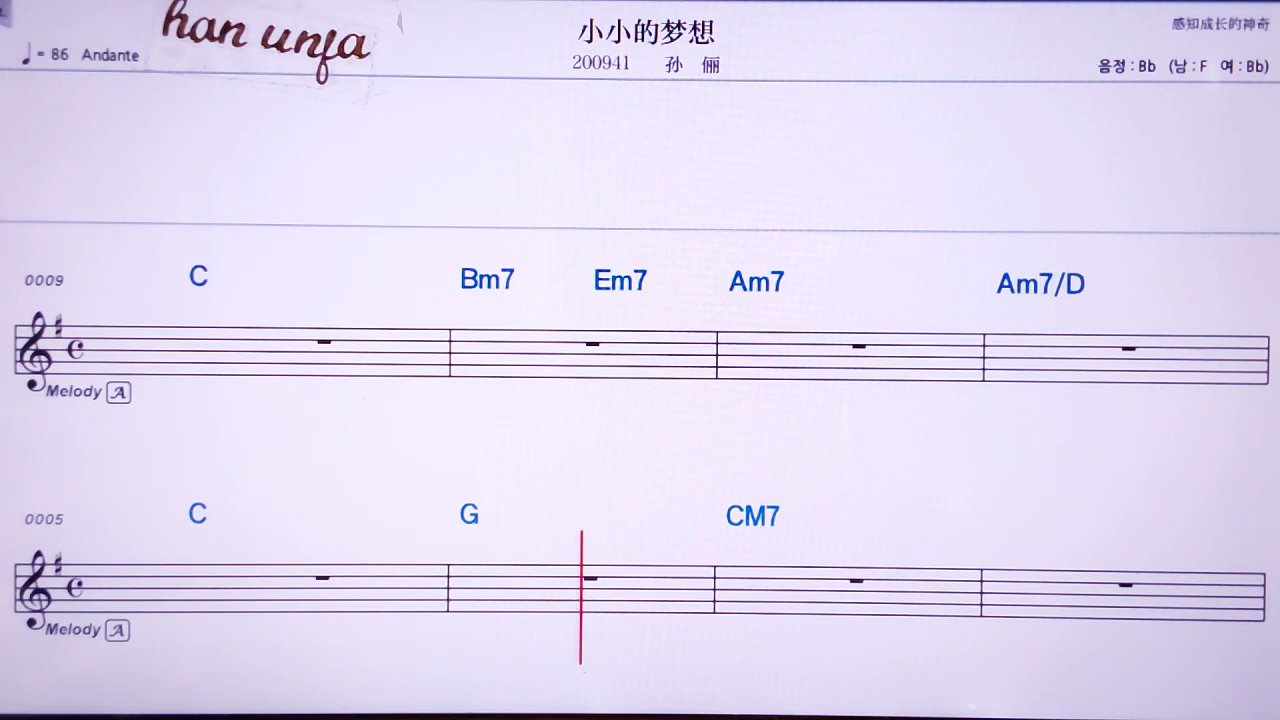 han unfa
小小的梦想
感知成长的神奇
♩= 86 Andante
200941 孙 俪
음정 : Bb (남 : F 여 : Bb)
0009 C Bm7 Em7 Am7 Am7/D
Melody A
0005 C G CM7
Melody A